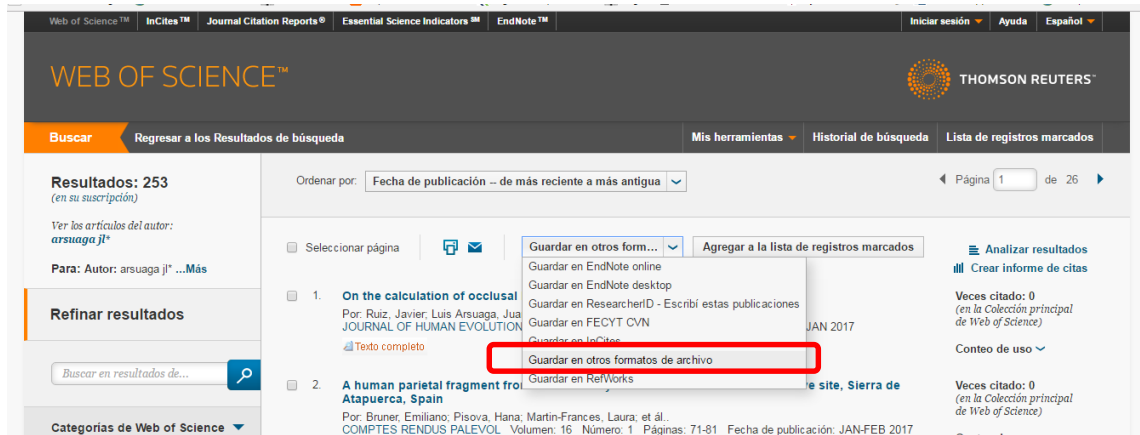 Web of Science™ InCites™ Journal Citation Reports® Essential Science Indicators℠ EndNote™ Iniciar sesión Ayuda Español
WEB OF SCIENCE™
THOMSON REUTERS™
Buscar Regresar a los Resultados de búsqueda Mis herramientas Historial de búsqueda Lista de registros marcados
Resultados: 253
(en su suscripción)
Ver los artículos del autor:
arsuaga jl*
Para: Autor: arsuaga jl* ...Más
Refinar resultados
Buscar en resultados de...
Categorías de Web of Science
Ordenar por: Fecha de publicación -- de más reciente a más antigua
Página 1 de 26
Seleccionar página
Guardar en otros form...
Agregar a la lista de registros marcados
Guardar en EndNote online
Guardar en EndNote desktop
Guardar en ResearcherID - Escribí estas publicaciones
Guardar en FECYT CVN
Guardar en InCites
Guardar en otros formatos de archivo
Guardar en RefWorks
Analizar resultados
Crear informe de citas
1. On the calculation of occlusal
Por: Ruiz, Javier; Luis Arsuaga, Jua
JOURNAL OF HUMAN EVOLUTION JAN 2017
Texto completo
Veces citado: 0
(en la Colección principal
de Web of Science)
Conteo de uso
2. A human parietal fragment fro site, Sierra de
Atapuerca, Spain
Por: Bruner, Emiliano; Pisova, Hana; Martin-Frances, Laura; et ál..
COMPTES RENDUS PALEVOL Volumen: 16 Número: 1 Páginas: 71-81 Fecha de publicación: JAN-FEB 2017
Veces citado: 0
(en la Colección principal
de Web of Science)